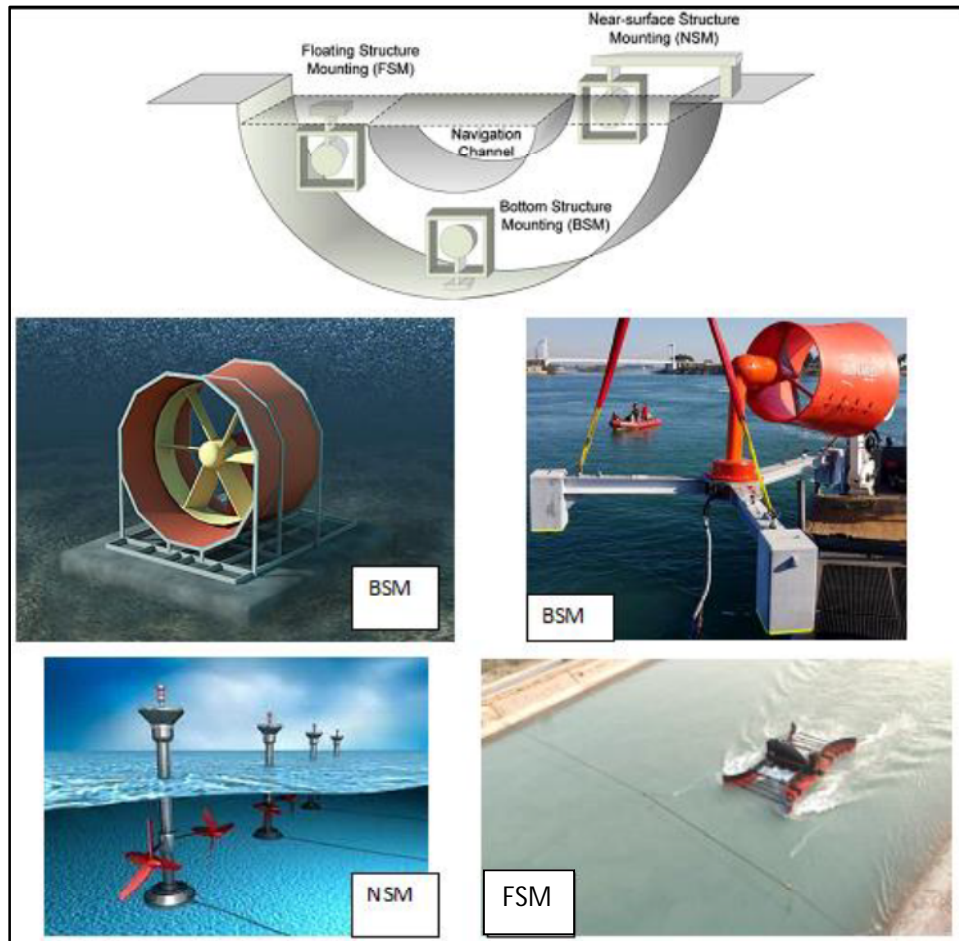 Near-surface Structure
Mounting (NSM)
Floating Structure
Mounting (FSM)
Navigation
Channel
Bottom Structure
Mounting (BSM)
BSM
BSM
NSM
FSM